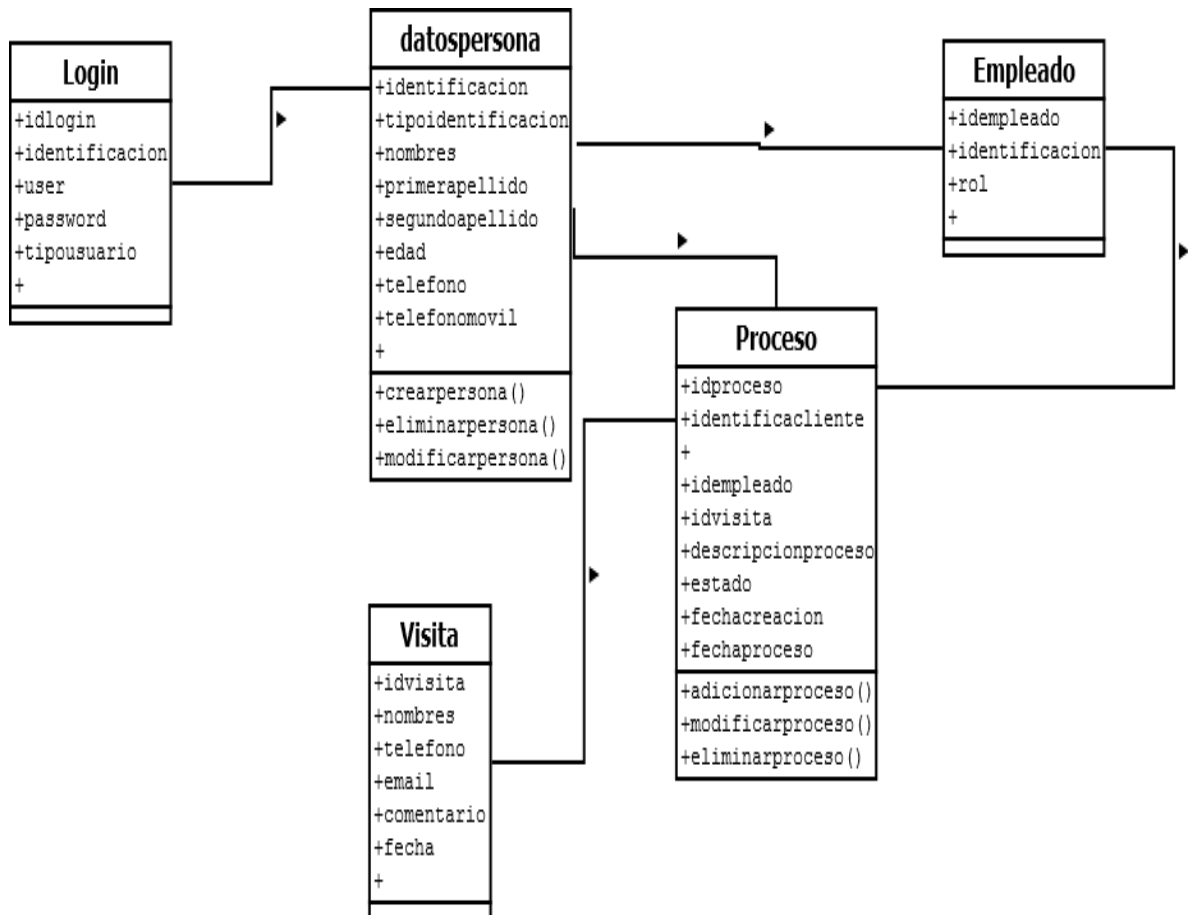 Login
+idlogin
+identificacion
+user
+password
+tipousuario
+
datospersona
+identificacion
+tipoidentificacion
+nombres
+primerapellido
+segundoapellido
+edad
+telefono
+telefonomovil
+
+crearpersona()
+eliminarpersona()
+modificarpersona()
Empleado
+idempleado
+identificacion
+rol
+
Proceso
+idproceso
+identificacliente
+
+idempleado
+idvisita
+descripcionproceso
+estado
+fechacreacion
+fechaproceso
+adicionarproceso()
+modificarproceso()
+eliminarproceso()
Visita
+idvisita
+nombres
+telefono
+email
+comentario
+fecha
+